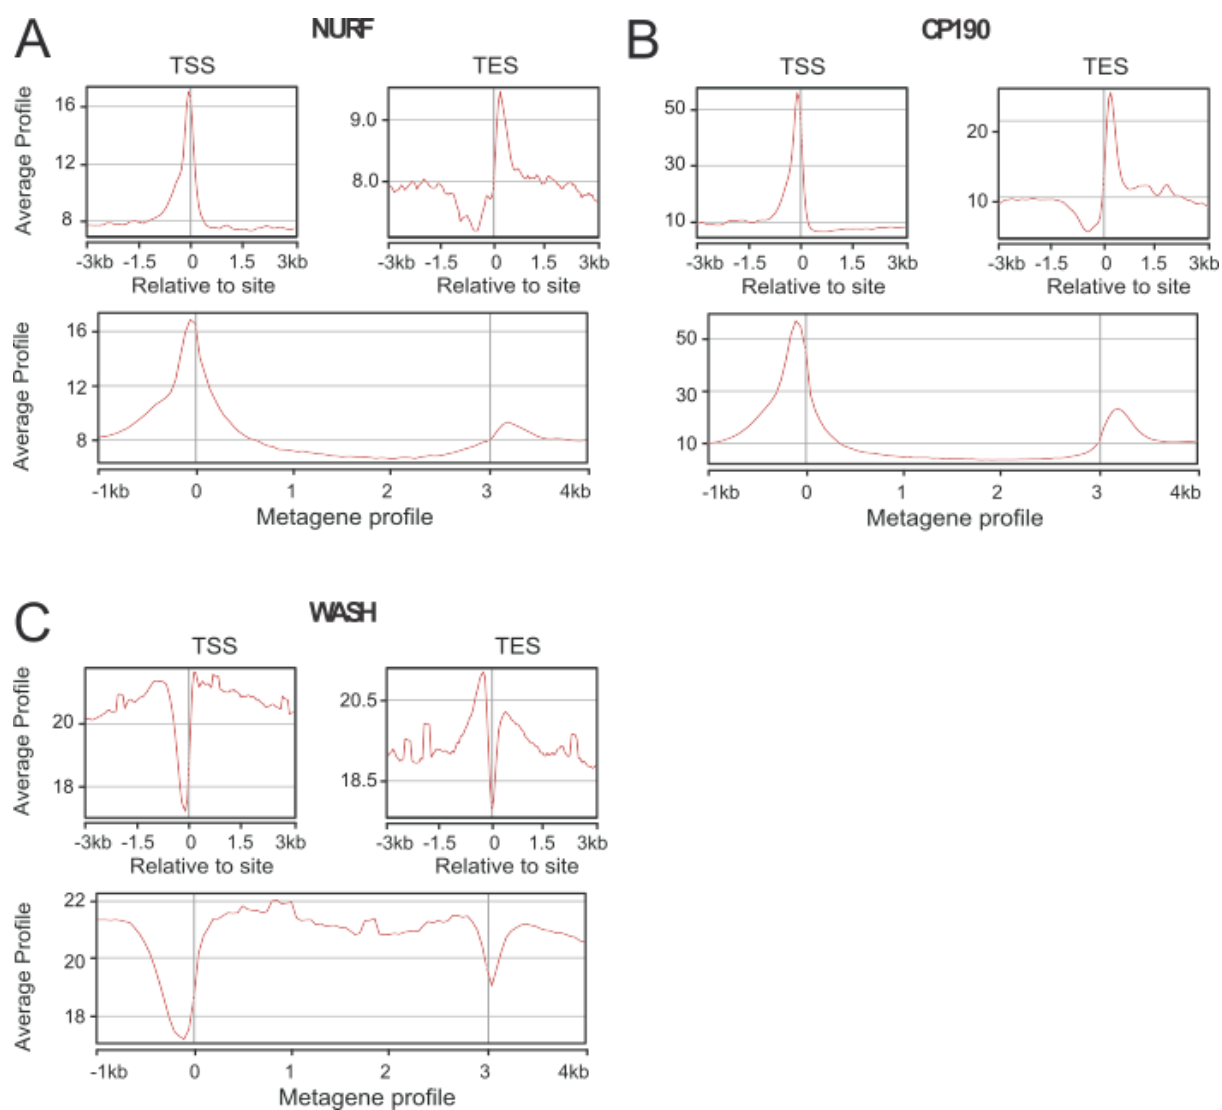 A
NURF
TSS
TES
Average Profile
16
12
8
-3kb -1.5 0 1.5 3kb
Relative to site
9.0
8.0
-3kb -1.5 0 1.5 3kb
Relative to site
Average Profile
16
12
8
-1kb 0 1 2 3 4kb
Metagene profile
B
CP190
TSS
TES
50
30
10
-3kb -1.5 0 1.5 3kb
Relative to site
20
10
-3kb -1.5 0 1.5 3kb
Relative to site
50
30
10
-1kb 0 1 2 3 4kb
Metagene profile
C
WASH
TSS
TES
Average Profile
20
18
-3kb -1.5 0 1.5 3kb
Relative to site
20.5
18.5
-3kb -1.5 0 1.5 3kb
Relative to site
Average Profile
22
20
18
-1kb 0 1 2 3 4kb
Metagene profile